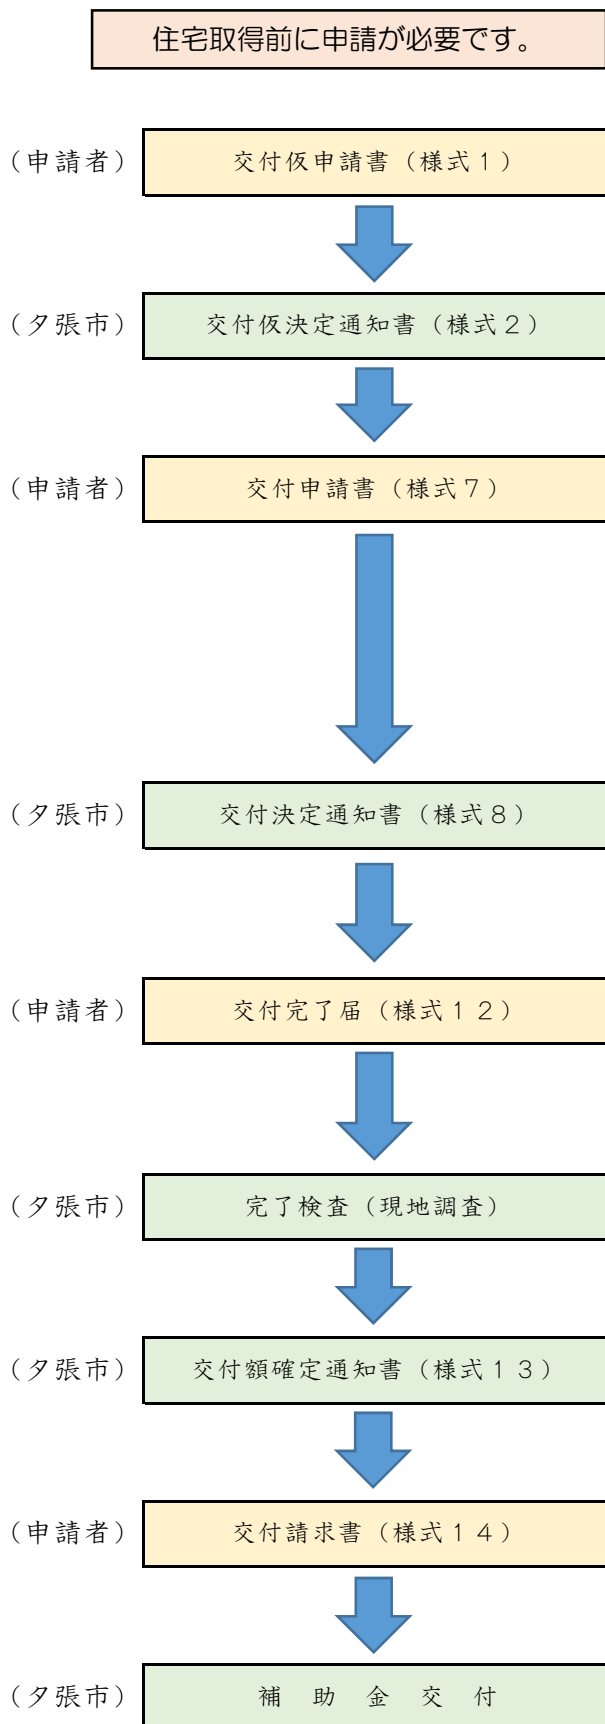 住宅取得前に申請が必要です。
（申請者） 交付仮申請書（様式１）
（夕張市） 交付仮決定通知書（様式２）
（申請者） 交付申請書（様式７）
（夕張市） 交付決定通知書（様式８）
（申請者） 交付完了届（様式１２）
（夕張市） 完了検査（現地調査）
（夕張市） 交付額確定通知書（様式１３）
（申請者） 交付請求書（様式１４）
（夕張市） 補　助　金　交　付